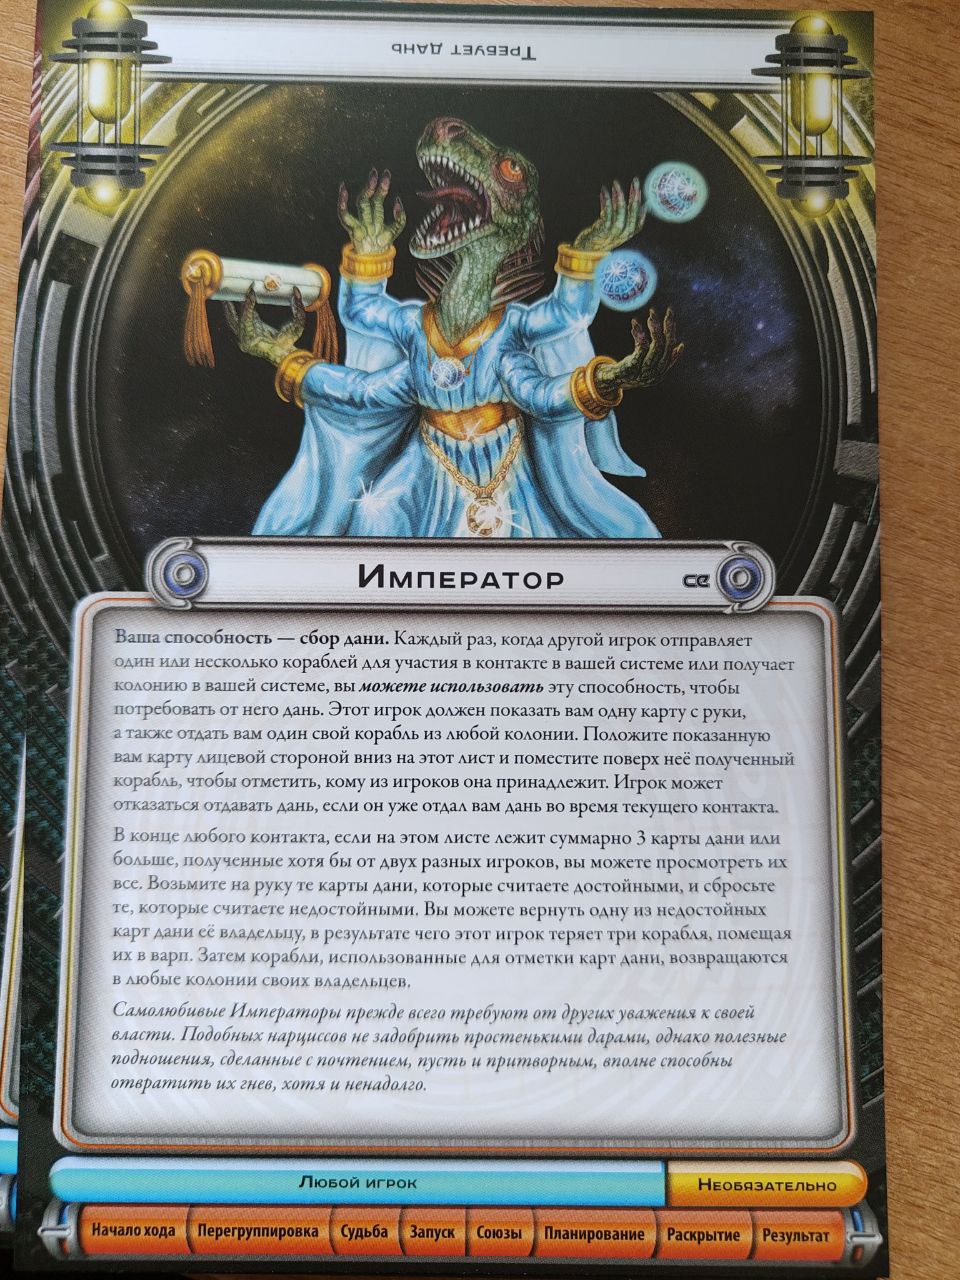 Требует дань
Император
Ваша способность — сбор дани. Каждый раз, когда другой игрок отправляет
один или несколько кораблей для участия в контакте в вашей системе или получает
колонию в вашей системе, вы можете использовать эту способность, чтобы
потребовать от него дань. Этот игрок должен показать вам одну карту с руки,
а также отдать вам один свой корабль из любой колонии. Положите показанную
вам карту лицевой стороной вниз на этот лист и поместите поверх неё полученный
корабль, чтобы отметить, кому из игроков она принадлежит. Игрок может
отказаться отдавать дань, если он уже отдал вам дань во время текущего контакта.
В конце любого контакта, если на этом листе лежит суммарно 3 карты дани или
больше, полученные хотя бы от двух разных игроков, вы можете просмотреть их
все. Возьмите на руку те карты дани, которые считаете достойными, и сбросьте
те, которые считаете недостойными. Вы можете вернуть одну из недостойных
карт дани её владельцу, в результате чего этот игрок теряет три корабля, помещая
их в варп. Затем корабли, использованные для отметки карт дани, возвращаются
в любые колонии своих владельцев.
Самолюбивые Императоры прежде всего требуют от других уважения к своей
власти. Подобных нарциссов не задобрить простенькими дарами, однако полезные
подношения, сделанные с почтением, пусть и притворным, вполне способны
отвратить их гнев, хотя и ненадолго.
Любой игрок Необязательно
Начало хода Перегруппировка Судьба Запуск Союзы Планирование Раскрытие Результат